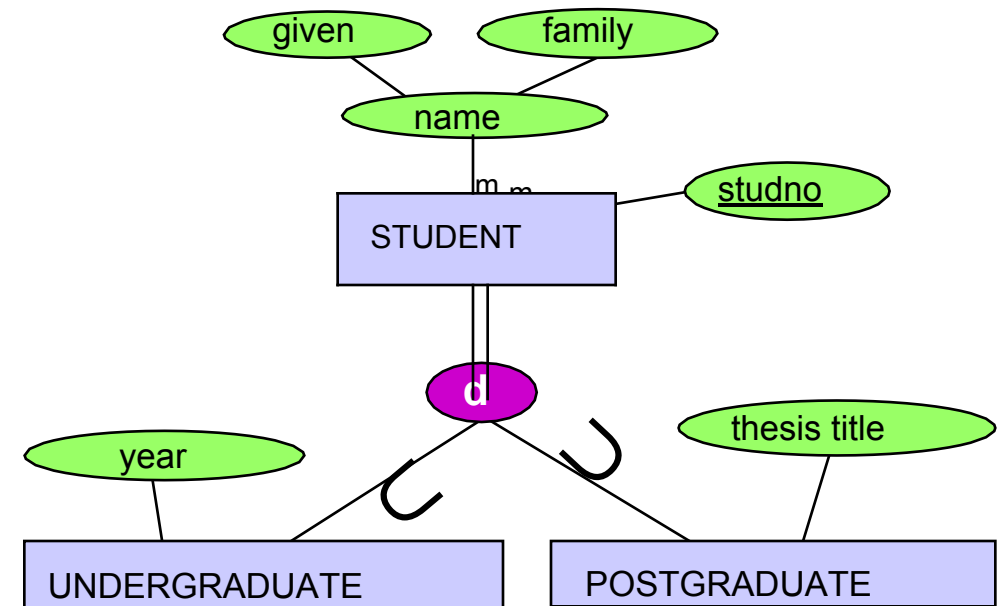 given
family
name
m m
studno
STUDENT
d
thesis title
year
UNDERGRADUATE
POSTGRADUATE